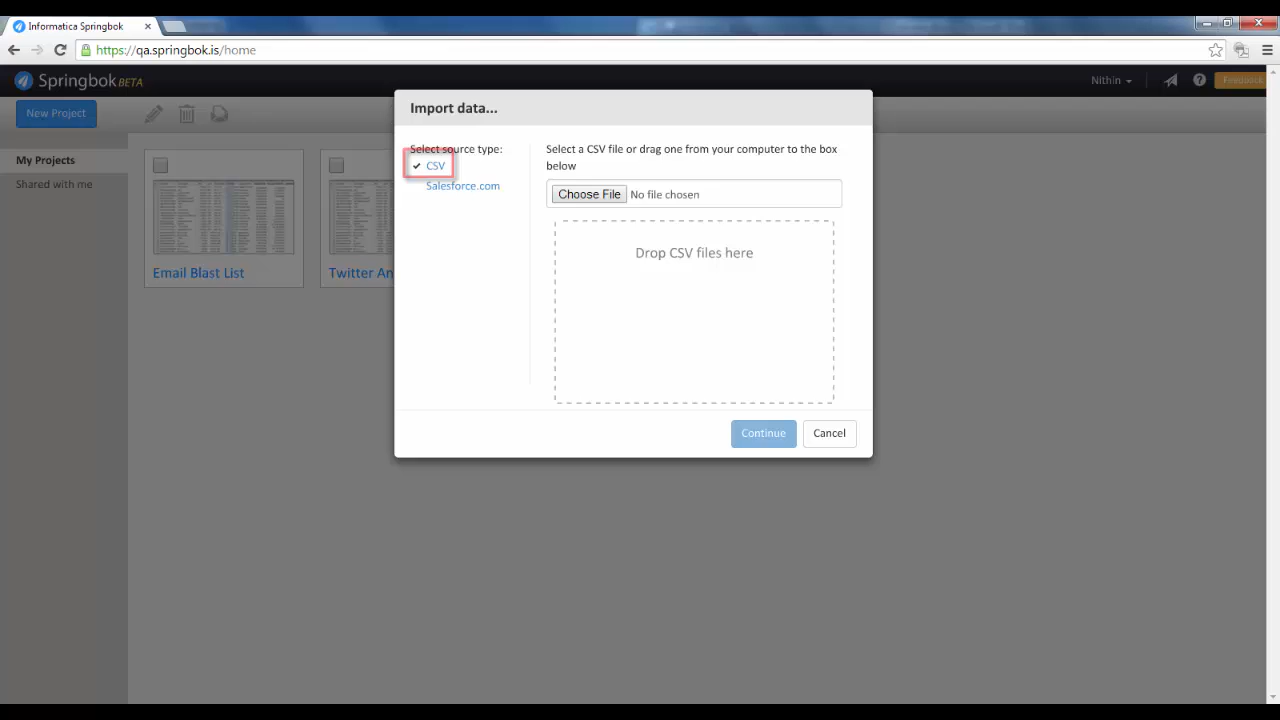 Informatica Springbok
https://qa.springbok.is/home
Springbok BETA
Nithin
Feedback
New Project
My Projects
Shared with me
Email Blast List
Twitter An
Import data...
Select source type:
CSV
Salesforce.com
Select a CSV file or drag one from your computer to the box
below
Choose File No file chosen
Drop CSV files here
Continue
Cancel